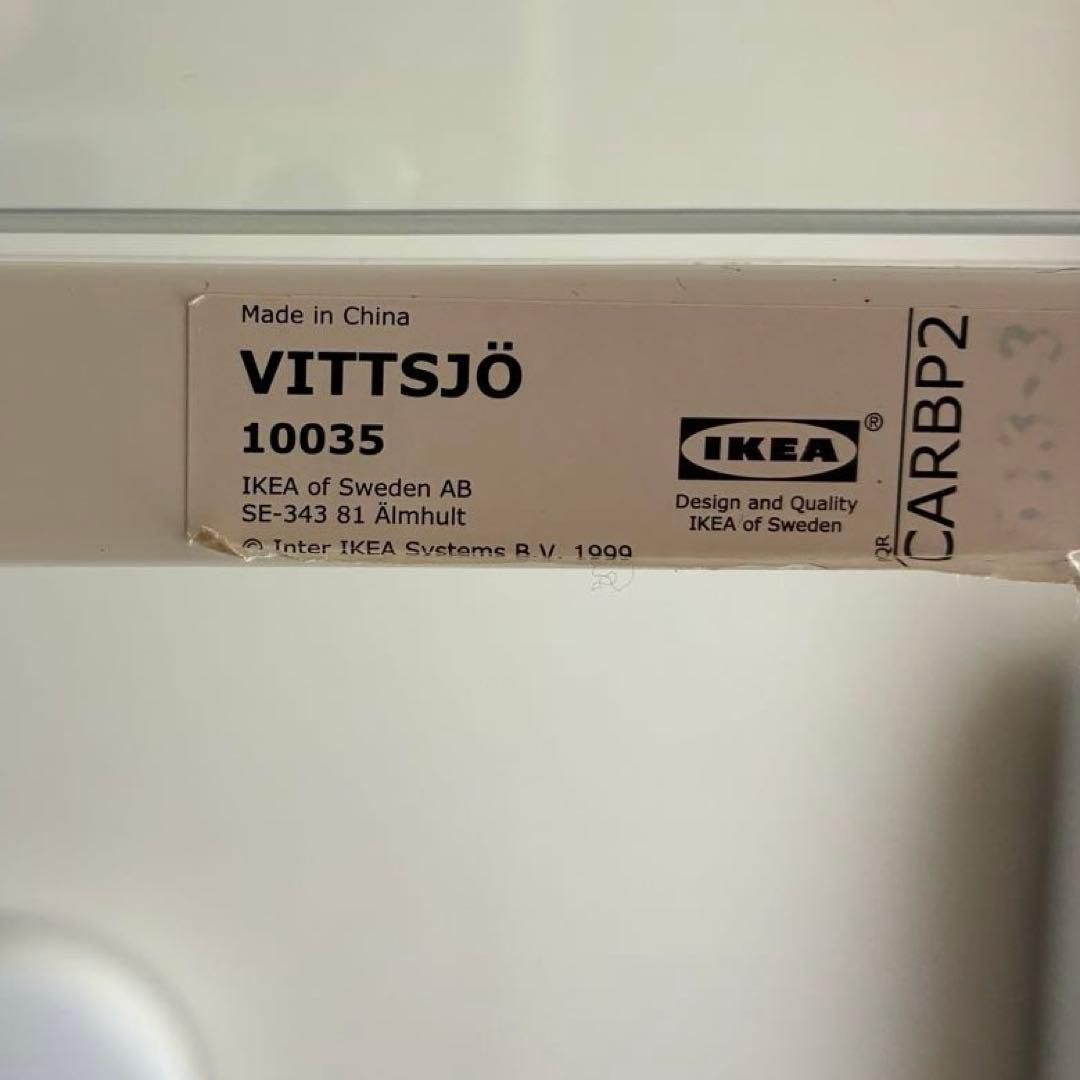 Made in China
VITTSJÖ
10035
IKEA of Sweden AB
SE-343 81 Älmhult
© Inter IKEA Systems B.V. 1999
IKEA®
Design and Quality
IKEA of Sweden
CARBP2